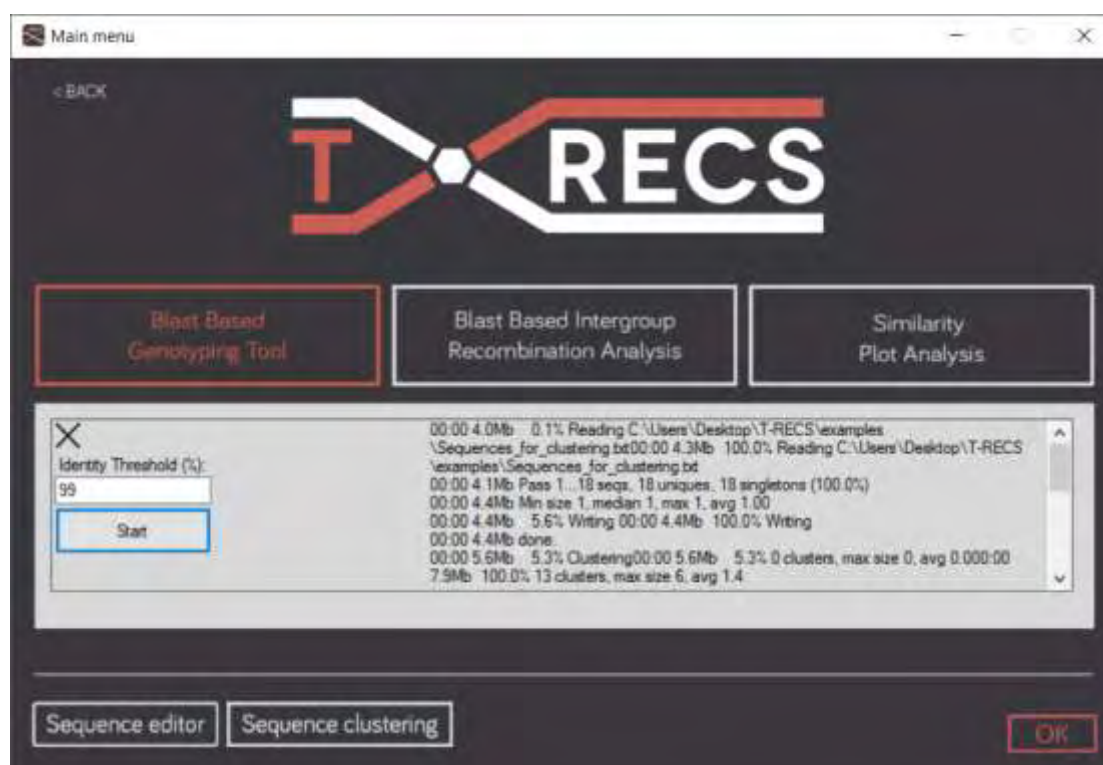 Main menu
< BACK
T RECS
Blast Based
Genotyping Tool
Blast Based Intergroup
Recombination Analysis
Similarity
Plot Analysis
Identity Threshold (%):
99
Start
00:00 4.0Mb 0.1% Reading C:\Users\Desktop\T-RECS\examples
\Sequences_for_clustering.txt00:00 4.3Mb 100.0% Reading C:\Users\Desktop\T-RECS
\examples\Sequences_for_clustering.txt
00:00 4.1Mb Pass 1...18 seqs, 18 uniques, 18 singletons (100.0%)
00:00 4.4Mb Min size 1, median 1, max 1, avg 1.00
00:00 4.4Mb 5.6% Writing 00:00 4.4Mb 100.0% Writing
00:00 4.4Mb done.
00:00 5.6Mb 5.3% Clustering00:00 5.6Mb 5.3% 0 clusters, max size 0, avg 0.000:00
7.9Mb 100.0% 13 clusters, max size 6, avg 1.4
Sequence editor
Sequence clustering
OK